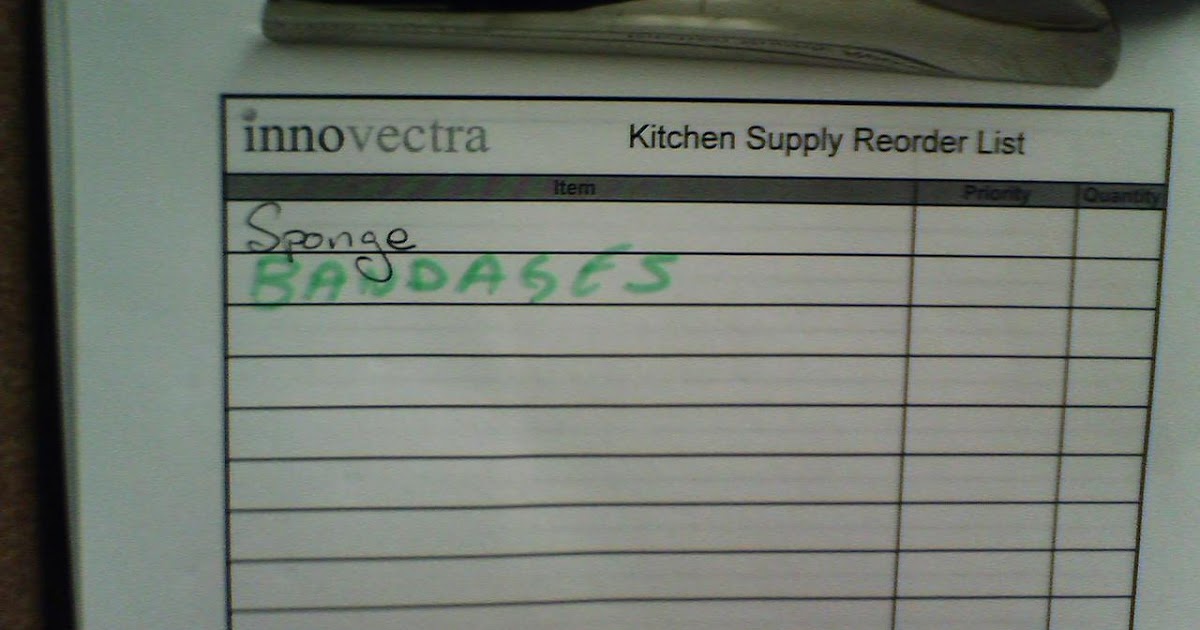 innovectra
Kitchen Supply Reorder List
Item Priority Quantity
Sponge
BANDAGES